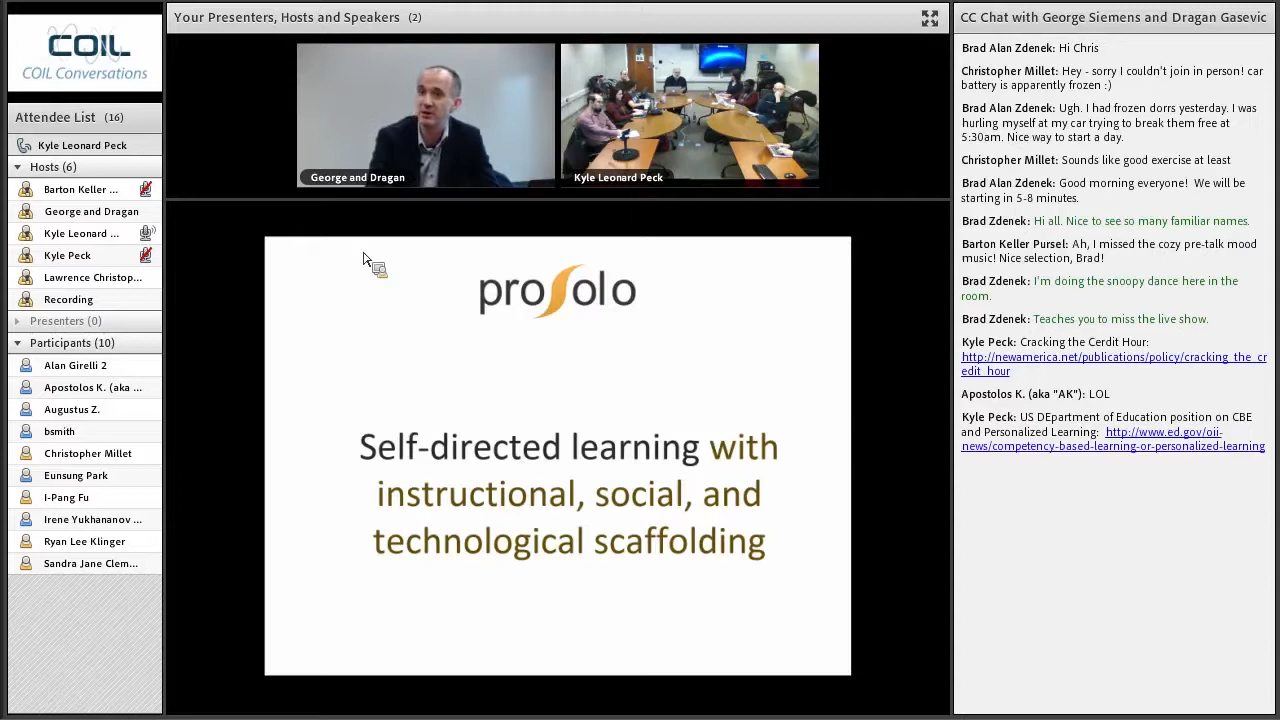 COIL
COIL Conversations
Attendee List (16)
Kyle Leonard Peck
Hosts (6)
Barton Keller ...
George and Dragan
Kyle Leonard ...
Kyle Peck
Lawrence Christop...
Recording
Presenters (0)
Participants (10)
Alan Girelli 2
Apostolos K. (aka ...
Augustus Z.
bsmith
Christopher Millet
Eunsung Park
I-Pang Fu
Irene Yukhananov ...
Ryan Lee Klinger
Sandra Jane Clem...
Your Presenters, Hosts and Speakers (2)
George and Dragan
Kyle Leonard Peck
proSolo
Self-directed learning with
instructional, social, and
technological scaffolding
CC Chat with George Siemens and Dragan Gasevic
Brad Alan Zdenek: Hi Chris
Christopher Millet: Hey - sorry I couldn't join in person! car
battery is apparently frozen :)
Brad Alan Zdenek: Ugh. I had frozen dorrs yesterday. I was
hurling myself at my car trying to break them free at
5:30am. Nice way to start a day.
Christopher Millet: Sounds like good exercise at least
Brad Alan Zdenek: Good morning everyone! We will be
starting in 5-8 minutes.
Brad Zdenek: Hi all. Nice to see so many familiar names.
Barton Keller Pursel: Ah, I missed the cozy pre-talk mood
music! Nice selection, Brad!
Brad Zdenek: I'm doing the snoopy dance here in the
room.
Brad Zdenek: Teaches you to miss the live show.
Kyle Peck: Cracking the Cerdit Hour:
http://newamerica.net/publications/policy/cracking_the_cr
edit_hour
Apostolos K. (aka "AK"): LOL
Kyle Peck: US DEpartment of Education position on CBE
and Personalized Learning: http://www.ed.gov/oii-
news/competency-based-learning-or-personalized-learning